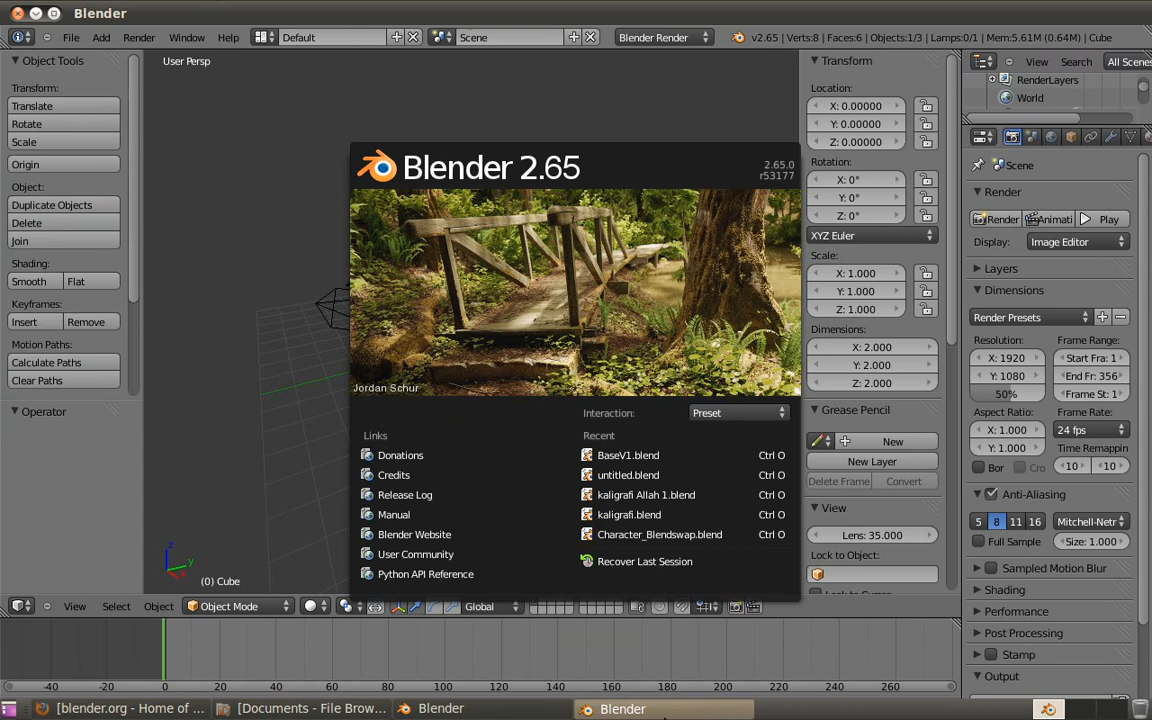 Blender
File Add Render Window Help
Default
Scene
Blender Render
v2.65 | Verts:8 | Faces:6 | Objects:1/3 | Lamps:0/1 | Mem:5.61M (0.64M) | Cube
Object Tools
Transform:
Translate
Rotate
Scale
Origin
Object:
Duplicate Objects
Delete
Join
Shading:
Smooth Flat
Keyframes:
Insert Remove
Motion Paths:
Calculate Paths
Clear Paths
Operator
User Persp
Blender 2.65
2.65.0
r53177
Jordan Schur
Interaction: Preset
Links
Donations
Credits
Release Log
Manual
Blender Website
User Community
Python API Reference
Recent
BaseV1.blend Ctrl O
untitled.blend Ctrl O
kaligrafi Allah 1.blend Ctrl O
kaligrafi.blend Ctrl O
Character_Blendswap.blend Ctrl O
Recover Last Session
z
y
(0) Cube
Transform
Location:
X: 0.00000
Y: 0.00000
Z: 0.00000
Rotation:
X: 0°
Y: 0°
Z: 0°
XYZ Euler
Scale:
X: 1.000
Y: 1.000
Z: 1.000
Dimensions:
X: 2.000
Y: 2.000
Z: 2.000
Grease Pencil
New
New Layer
Delete Frame Convert
View
Lens: 35.000
Lock to Object:
View Search All Scenes
RenderLayers
World
Scene
Render
Render Animati Play
Display: Image Editor
Layers
Dimensions
Render Presets
Resolution: Frame Range:
X: 1920 Start Fra: 1
Y: 1080 End Fr: 356
50% Frame St: 1
Aspect Ratio: Frame Rate:
X: 1.000 24 fps
Y: 1.000 Time Remappin
Bor Cro 10 10
Anti-Aliasing
5 8 11 16 Mitchell-Netr
Full Sample Size: 1.000
Sampled Motion Blur
Shading
Performance
Post Processing
Stamp
Output
View Select Object Object Mode Global
-40 -20 0 20 40 60 80 100 120 140 160 180 200 220 240 260
[blender.org - Home of ... [Documents - File Brow... Blender Blender